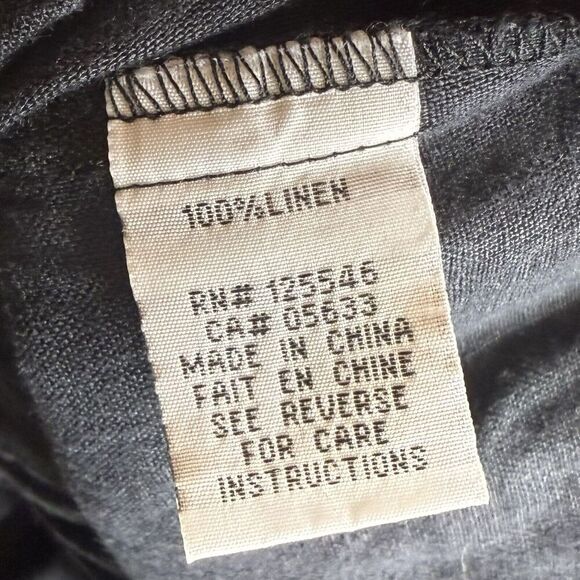 100%LINEN
RN# 125546
CA# 05633
MADE IN CHINA
FAIT EN CHINE
SEE REVERSE
FOR CARE
INSTRUCTIONS